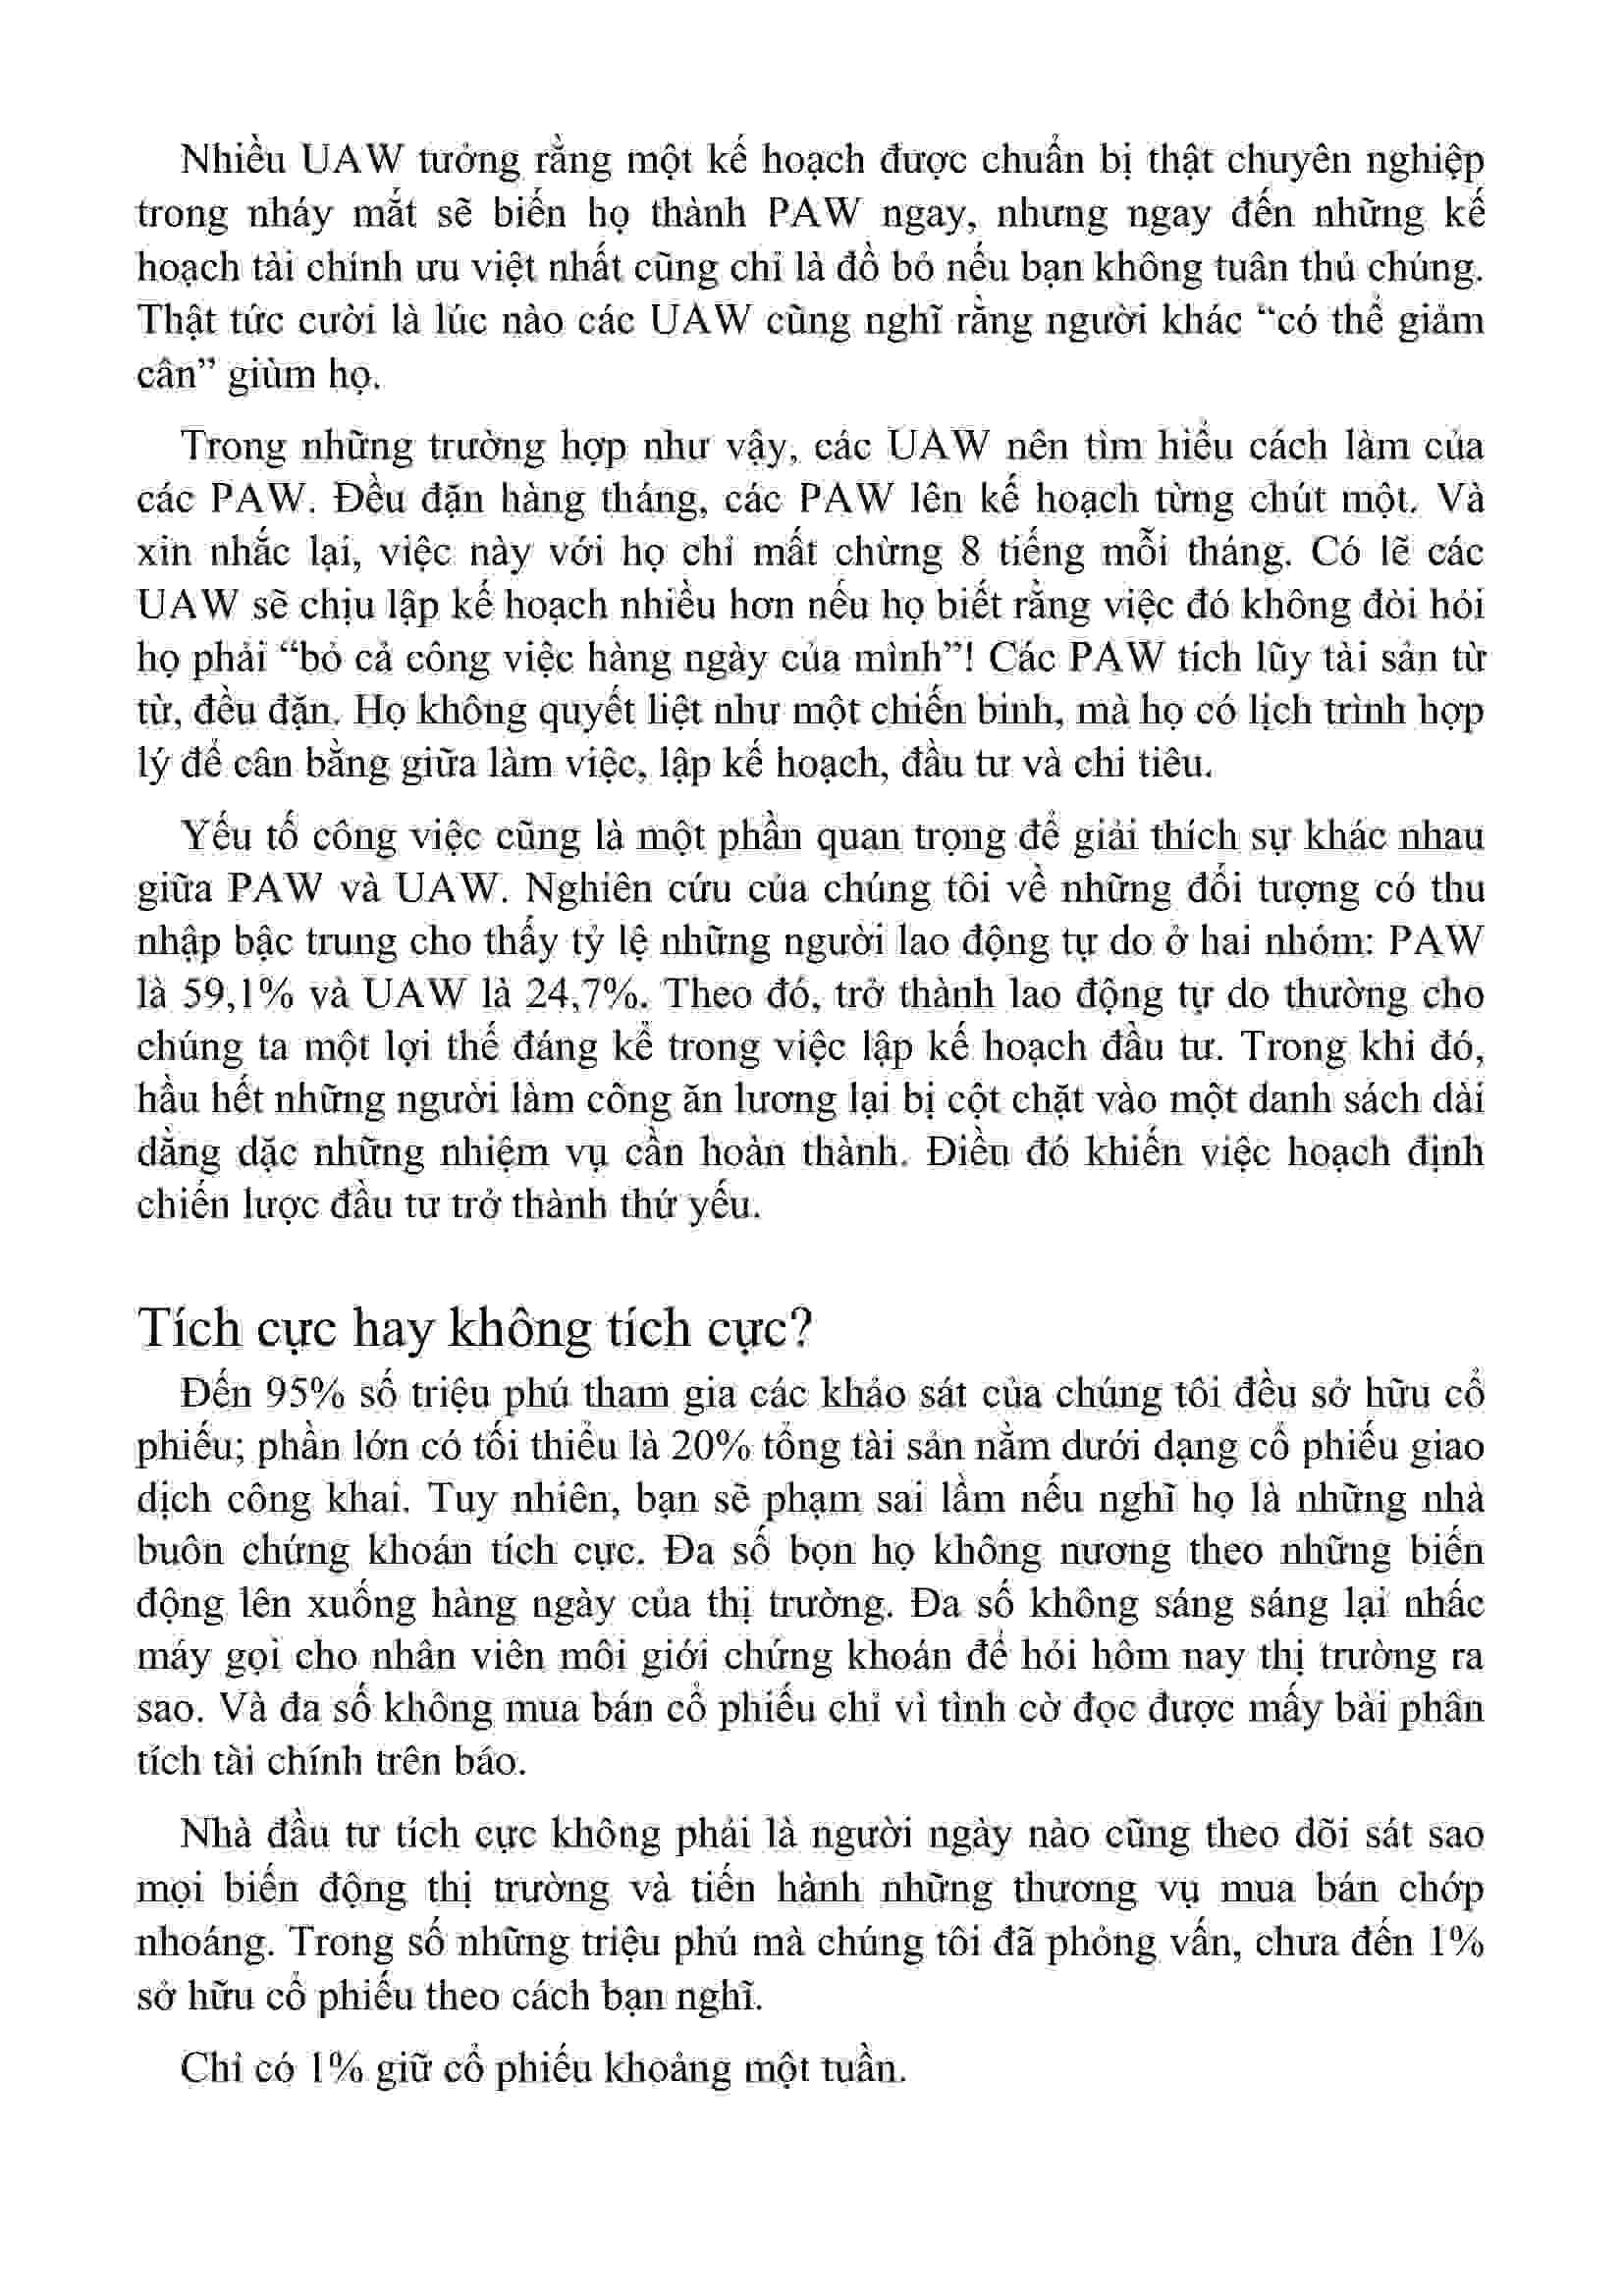 Nhiều UAW tưởng rằng một kế hoạch được chuẩn bị thật chuyên nghiệp
trong nháy mắt sẽ biến họ thành PAW ngay, nhưng ngay đến những kế
hoạch tài chính ưu việt nhất cũng chỉ là đồ bỏ nếu bạn không tuân thủ chúng.
Thật tức cười là lúc nào các UAW cũng nghĩ rằng người khác “có thể giảm
cân” giùm họ.
Trong những trường hợp như vậy, các UAW nên tìm hiểu cách làm của
các PAW. Đều đặn hàng tháng, các PAW lên kế hoạch từng chút một. Và
xin nhắc lại, việc này với họ chỉ mất chừng 8 tiếng mỗi tháng. Có lẽ các
UAW sẽ chịu lập kế hoạch nhiều hơn nếu họ biết rằng việc đó không đòi hỏi
họ phải “bỏ cả công việc hàng ngày của mình”! Các PAW tích lũy tài sản từ
từ, đều đặn. Họ không quyết liệt như một chiến binh, mà họ có lịch trình hợp
lý để cân bằng giữa làm việc, lập kế hoạch, đầu tư và chi tiêu.
Yếu tố công việc cũng là một phần quan trọng để giải thích sự khác nhau
giữa PAW và UAW. Nghiên cứu của chúng tôi về những đối tượng có thu
nhập bậc trung cho thấy tỷ lệ những người lao động tự do ở hai nhóm: PAW
là 59,1% và UAW là 24,7%. Theo đó, trở thành lao động tự do thường cho
chúng ta một lợi thế đáng kể trong việc lập kế hoạch đầu tư. Trong khi đó,
hầu hết những người làm công ăn lương lại bị cột chặt vào một danh sách dài
dằng dặc những nhiệm vụ cần hoàn thành. Điều đó khiến việc hoạch định
chiến lược đầu tư trở thành thứ yếu.
Tích cực hay không tích cực?
Đến 95% số triệu phú tham gia các khảo sát của chúng tôi đều sở hữu cổ
phiếu; phần lớn có tối thiểu là 20% tổng tài sản nằm dưới dạng cổ phiếu giao
dịch công khai. Tuy nhiên, bạn sẽ phạm sai lầm nếu nghĩ họ là những nhà
buôn chứng khoán tích cực. Đa số bọn họ không nương theo những biến
động lên xuống hàng ngày của thị trường. Đa số không sáng sáng lại nhấc
máy gọi cho nhân viên môi giới chứng khoán để hỏi hôm nay thị trường ra
sao. Và đa số không mua bán cổ phiếu chỉ vì tình cờ đọc được mấy bài phân
tích tài chính trên báo.
Nhà đầu tư tích cực không phải là người ngày nào cũng theo dõi sát sao
mọi biến động thị trường và tiến hành những thương vụ mua bán chớp
nhoáng. Trong số những triệu phú mà chúng tôi đã phỏng vấn, chưa đến 1%
sở hữu cổ phiếu theo cách bạn nghĩ.
Chỉ có 1% giữ cổ phiếu khoảng một tuần.